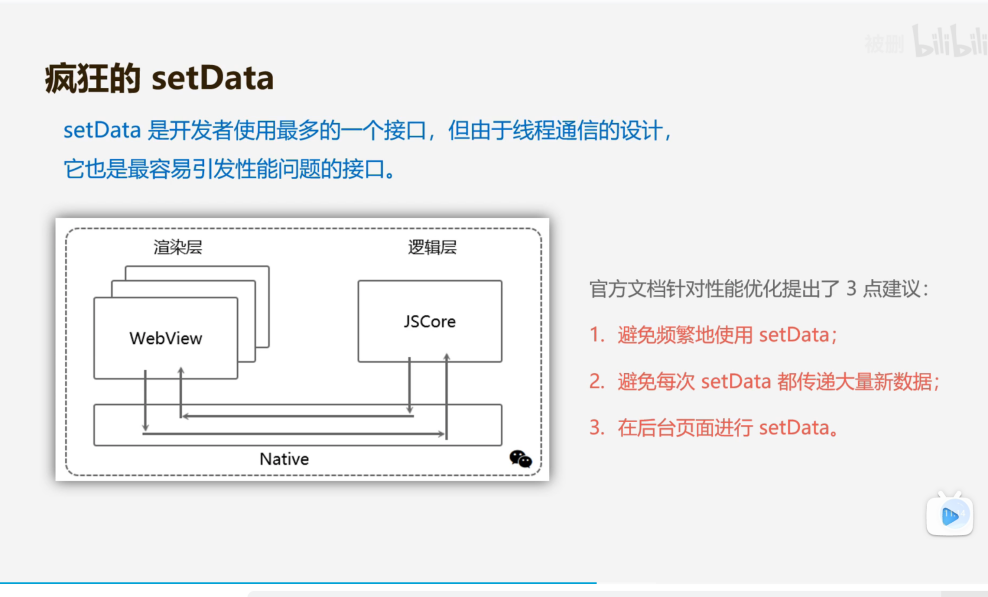 被删 bilibili
疯狂的 setData
setData 是开发者使用最多的一个接口，但由于线程通信的设计，
它也是最容易引发性能问题的接口。
渲染层
逻辑层
WebView
JSCore
Native
官方文档针对性能优化提出了 3 点建议：
1. 避免频繁地使用 setData；
2. 避免每次 setData 都传递大量新数据；
3. 在后台页面进行 setData。